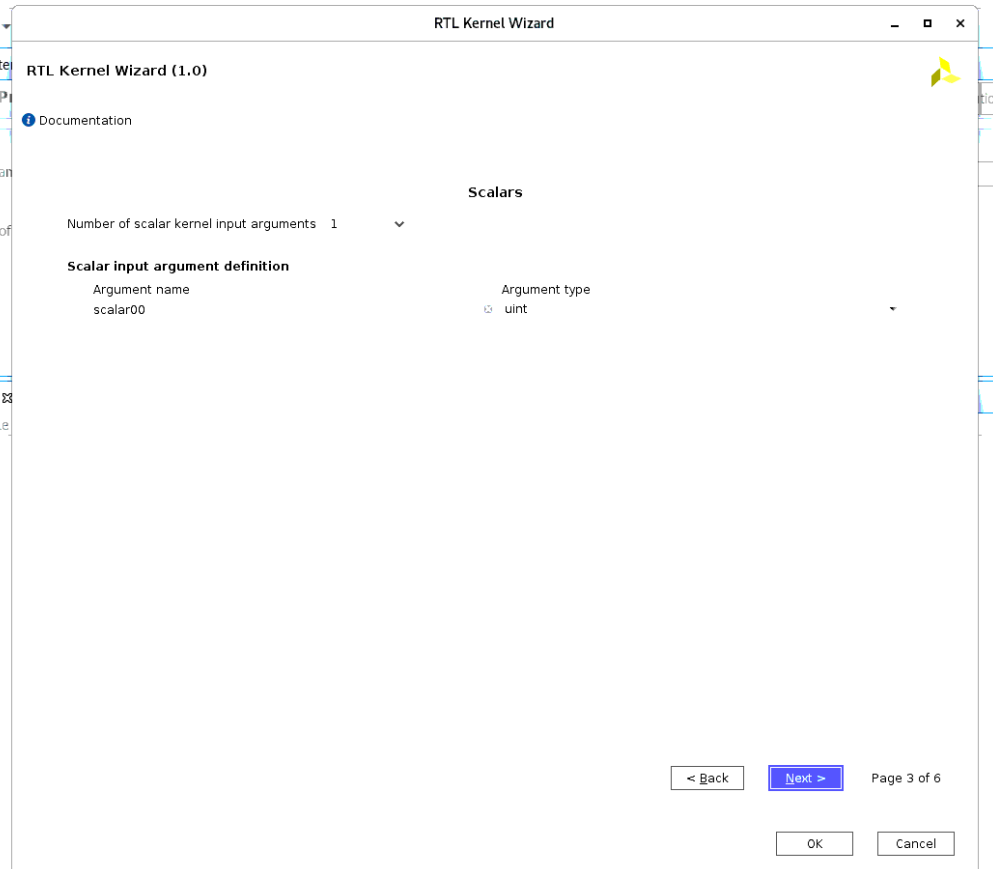 RTL Kernel Wizard
RTL Kernel Wizard (1.0)
Documentation
Scalars
Number of scalar kernel input arguments 1
Scalar input argument definition
Argument name Argument type
scalar00 uint
< Back Next > Page 3 of 6
OK Cancel